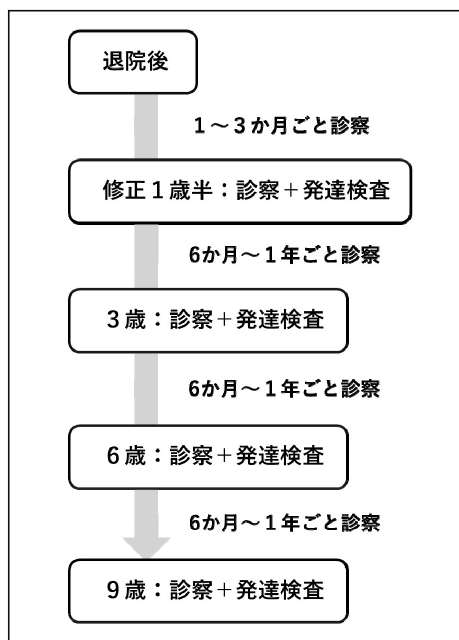 退院後
1～3か月ごと診察
修正1歳半：診察＋発達検査
6か月～1年ごと診察
3歳：診察＋発達検査
6か月～1年ごと診察
6歳：診察＋発達検査
6か月～1年ごと診察
9歳：診察＋発達検査